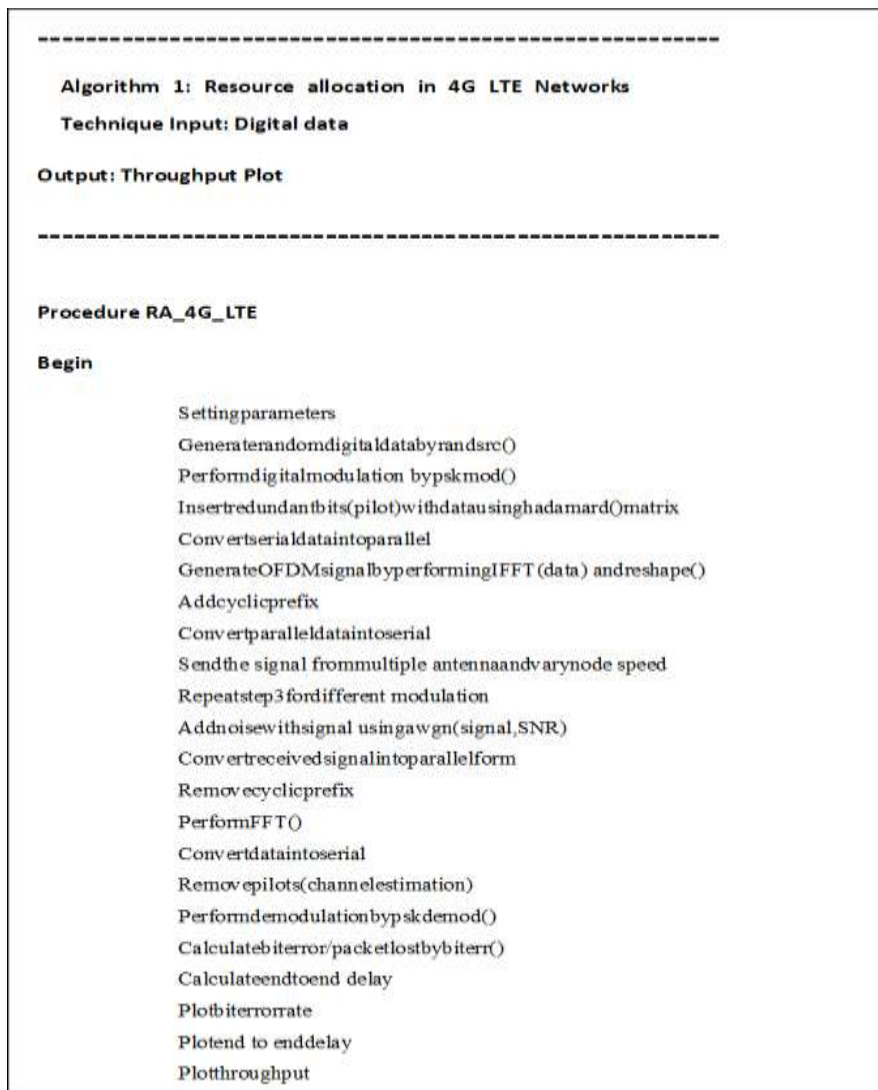 Algorithm 1: Resource allocation in 4G LTE Networks
Technique Input: Digital data
Output: Throughput Plot
Procedure RA_4G_LTE
Begin
Settingparameters
Generaterandomdigitaldatabyrandsrc()
Performdigitalmodulation bypskmod()
Insertredundantbits(pilot)withdatausinghadamard()matrix
Convertserialdataintoparallel
GenerateOFDMsignalbyperformingIFFT(data) andreshape()
Addcyclicprefix
Convertparalleldataintoserial
Sendthe signal frommultiple antennaandvarynode speed
Repeatstep3fordifferent modulation
Addnoisewithsignal usingawgn(signal,SNR)
Convertreceivedsignalintoparallelform
Removecyclicprefix
PerformFFT()
Convertdataintoserial
Removepilots(channelestimation)
Performdemodulationbypskdemod()
Calculatebiterror/packetlostbybiterr()
Calculateendtoend delay
Plotbiterrorrate
Plotend to enddelay
Plotthroughput